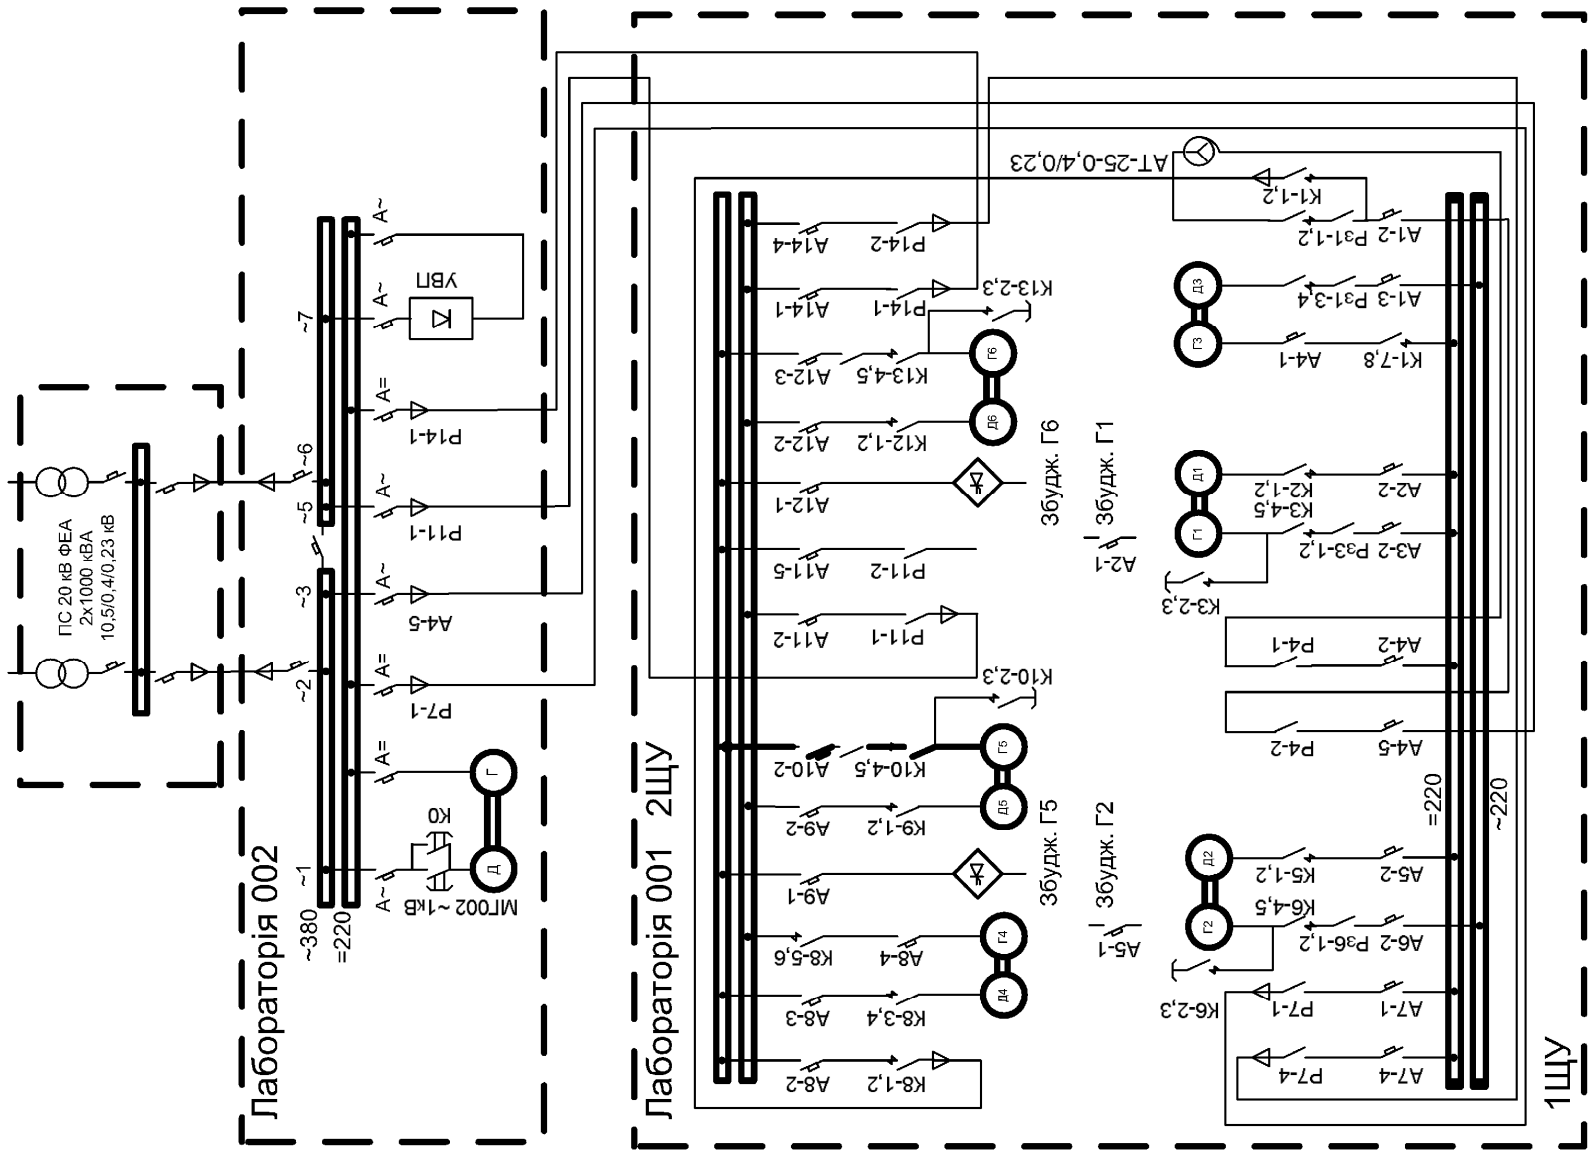 ПС 20 кВ ФЕА
2х1000 кВА
10,5/0,4/0,23 кВ
Лабораторія 002
~380
=220
~1
~2
~3
~5
~6
~7
А~
А=
А=
А~
А~
А=
А~
А~
МГ002 ~1кВ
К0
Д
Г
Р7-1
А4-5
Р11-1
Р14-1
УВП
Лабораторія 001
2ЩУ
А14-4
Р14-2
А14-1
Р14-1
К13-2,3
А12-3
К13-4,5
Г6
А12-2
К12-1,2
Д6
А12-1
Збудж. Г6
А11-5
Р11-2
А11-2
Р11-1
К10-2,3
А10-2
К10-4,5
Г5
А9-2
К9-1,2
Д5
А9-1
Збудж. Г5
К8-5,6
А8-4
Г4
А8-3
К8-3,4
Д4
А8-2
К8-1,2
АТ-25-0,4/0,23
К1-1,2
Рз1-1,2
А1-2
Д3
Рз1-3,4
А1-3
Г3
А4-1
К1-7,8
Збудж. Г1
А2-1
Д1
К2-1,2
А2-2
К3-4,5
Г1
Рз3-1,2
А3-2
К3-2,3
Р4-1
А4-2
Р4-2
А4-5
=220
~220
Збудж. Г2
А5-1
Д2
К5-1,2
А5-2
К6-4,5
Г2
Рз6-1,2
А6-2
К6-2,3
Р7-1
А7-1
Р7-4
А7-4
1ЩУ